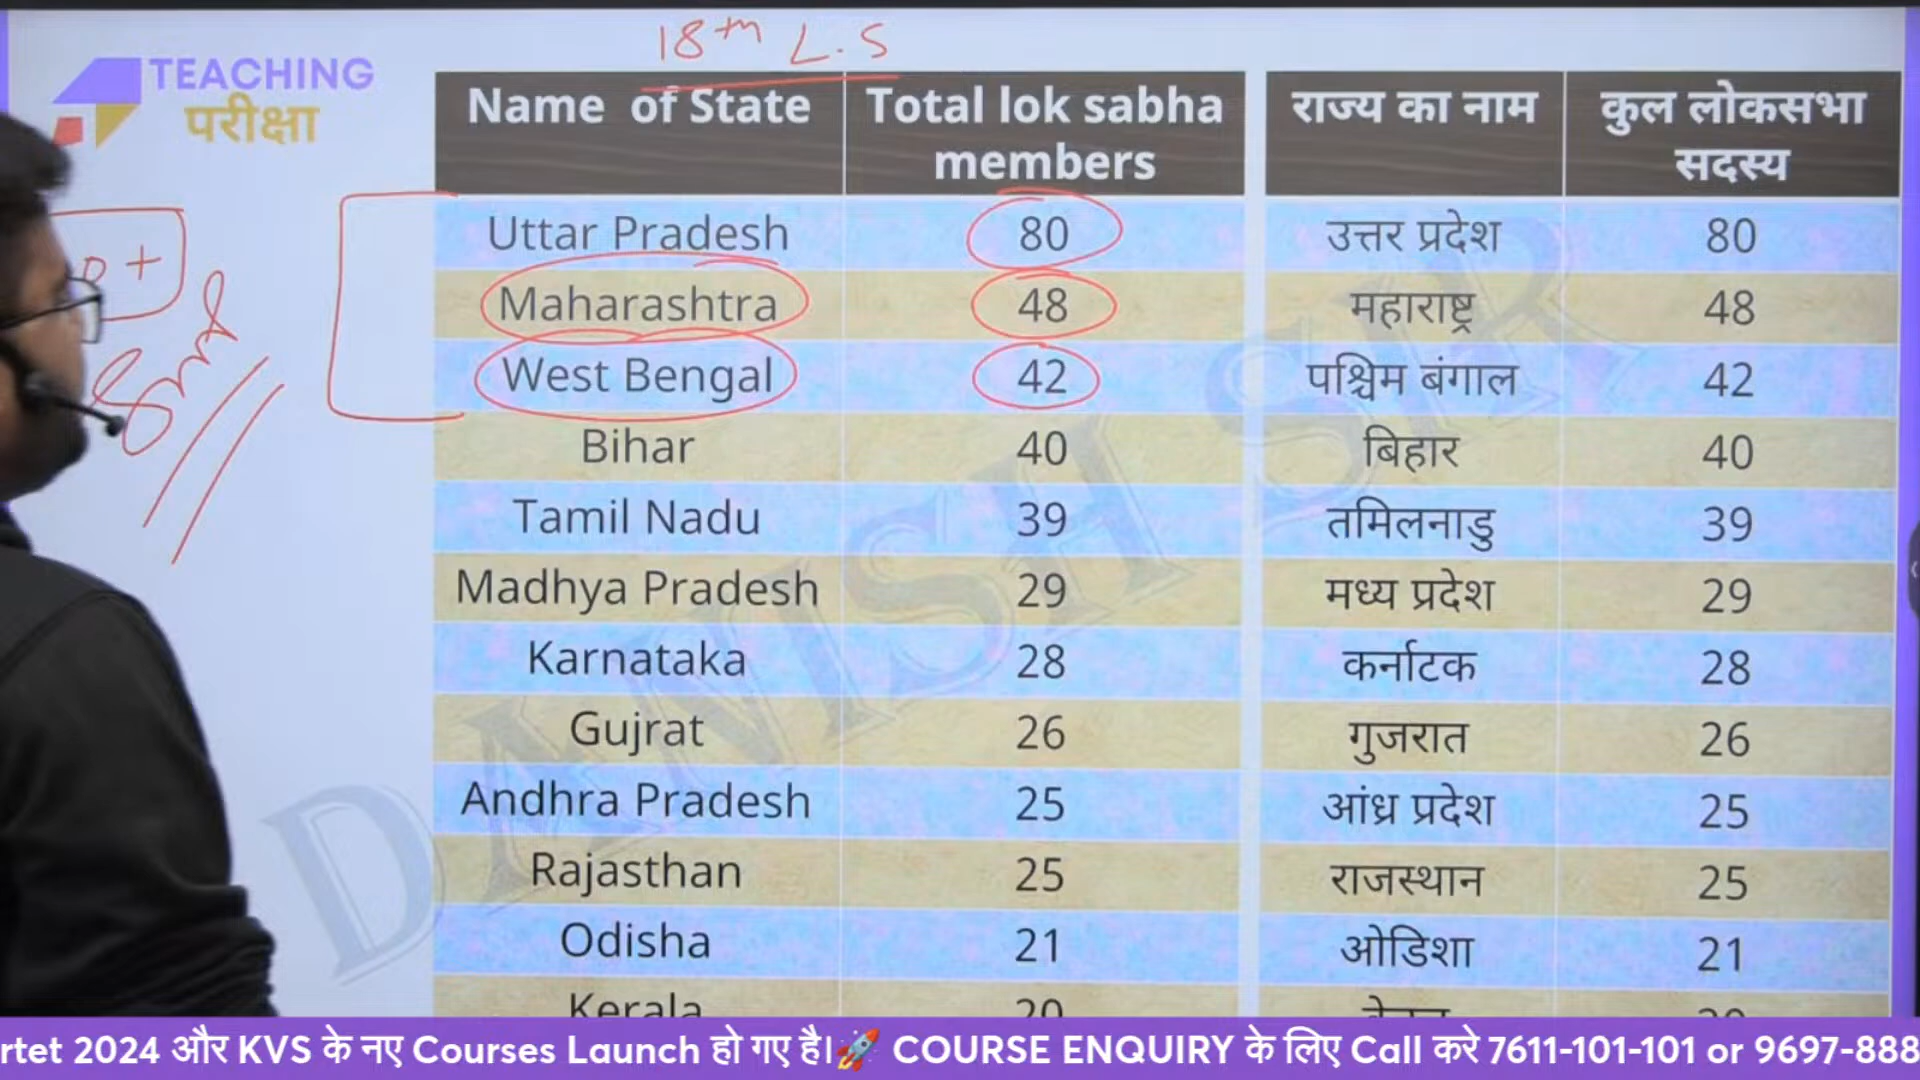 18th L.S
TEACHING
परीक्षा
Name of State Total lok sabha members
Uttar Pradesh 80
Maharashtra 48
West Bengal 42
Bihar 40
Tamil Nadu 39
Madhya Pradesh 29
Karnataka 28
Gujrat 26
Andhra Pradesh 25
Rajasthan 25
Odisha 21
Kerala 20
राज्य का नाम कुल लोकसभा सदस्य
उत्तर प्रदेश 80
महाराष्ट्र 48
पश्चिम बंगाल 42
बिहार 40
तमिलनाडु 39
मध्य प्रदेश 29
कर्नाटक 28
गुजरात 26
आंध्र प्रदेश 25
राजस्थान 25
ओडिशा 21
DANISH SIR
rtet 2024 और KVS के नए Courses Launch हो गए है।🚀 COURSE ENQUIRY के लिए Call करे 7611-101-101 or 9697-888